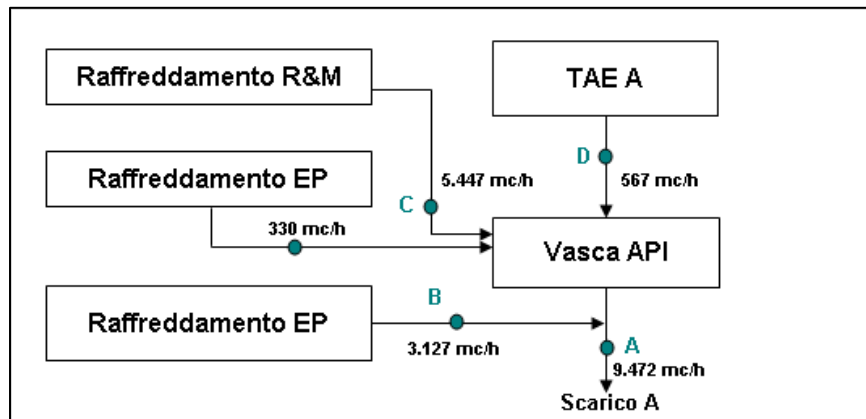 Raffreddamento R&M
TAE A
D
5.447 mc/h
567 mc/h
Raffreddamento EP
C
330 mc/h
Vasca API
B
Raffreddamento EP
3.127 mc/h
A
9.472 mc/h
Scarico A